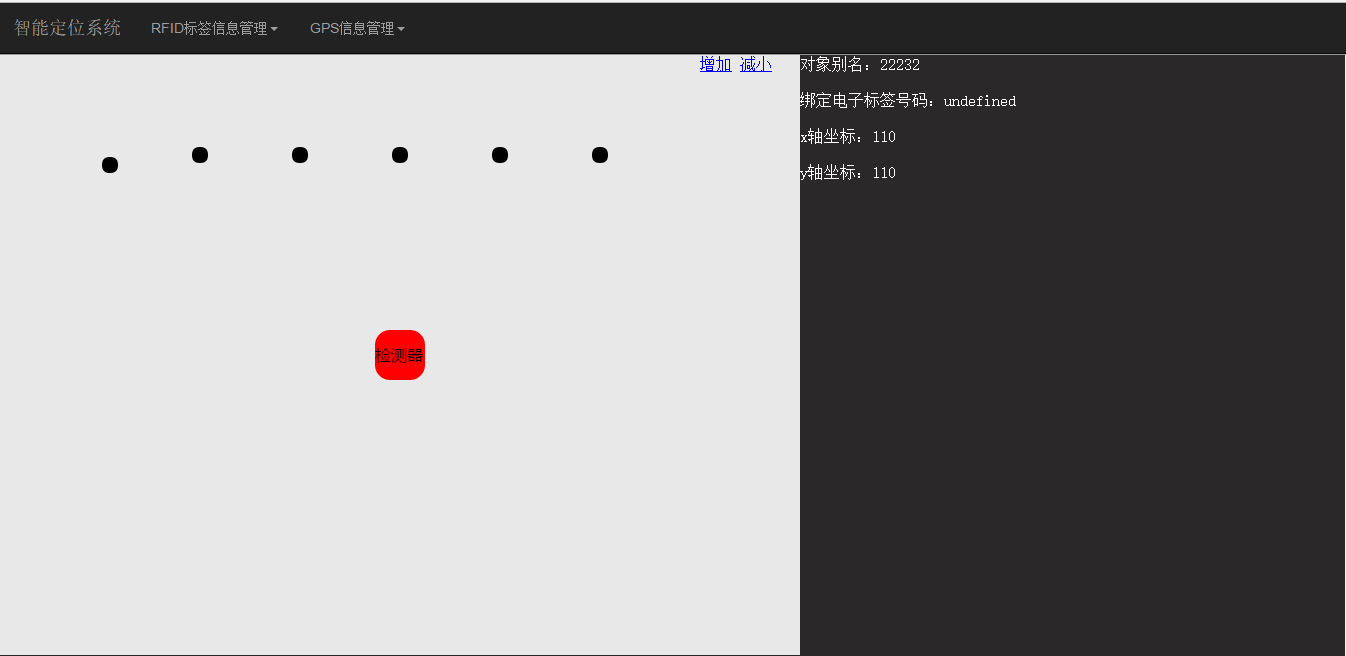 智能定位系统 RFID标签信息管理 GPS信息管理
增加 减小
对象别名：22232
绑定电子标签号码：undefined
x轴坐标：110
y轴坐标：110
检测器